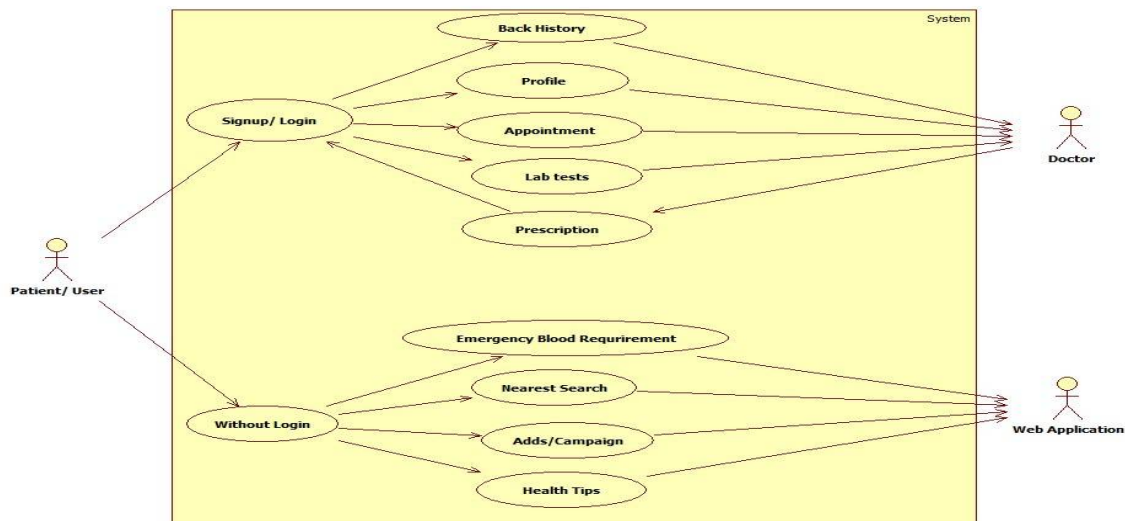 System
Back History
Profile
Signup/ Login
Appointment
Doctor
Lab tests
Prescription
Patient/ User
Emergency Blood Requrirement
Nearest Search
Without Login
Web Application
Adds/Campaign
Health Tips